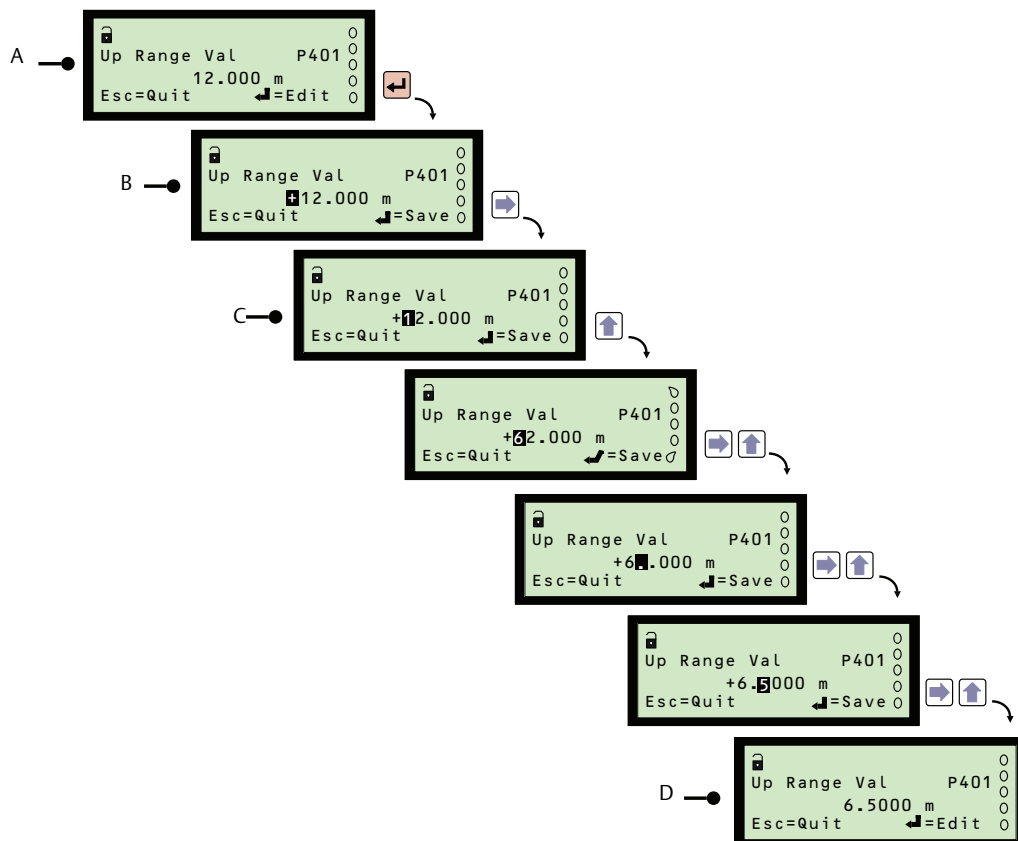 A
Up Range Val P401
12.000 m
Esc=Quit =Edit
B
Up Range Val P401
+12.000 m
Esc=Quit =Save
C
Up Range Val P401
+12.000 m
Esc=Quit =Save
Up Range Val P401
+62.000 m
Esc=Quit =Save
Up Range Val P401
+6..000 m
Esc=Quit =Save
Up Range Val P401
+6.5000 m
Esc=Quit =Save
D
Up Range Val P401
6.5000 m
Esc=Quit =Edit